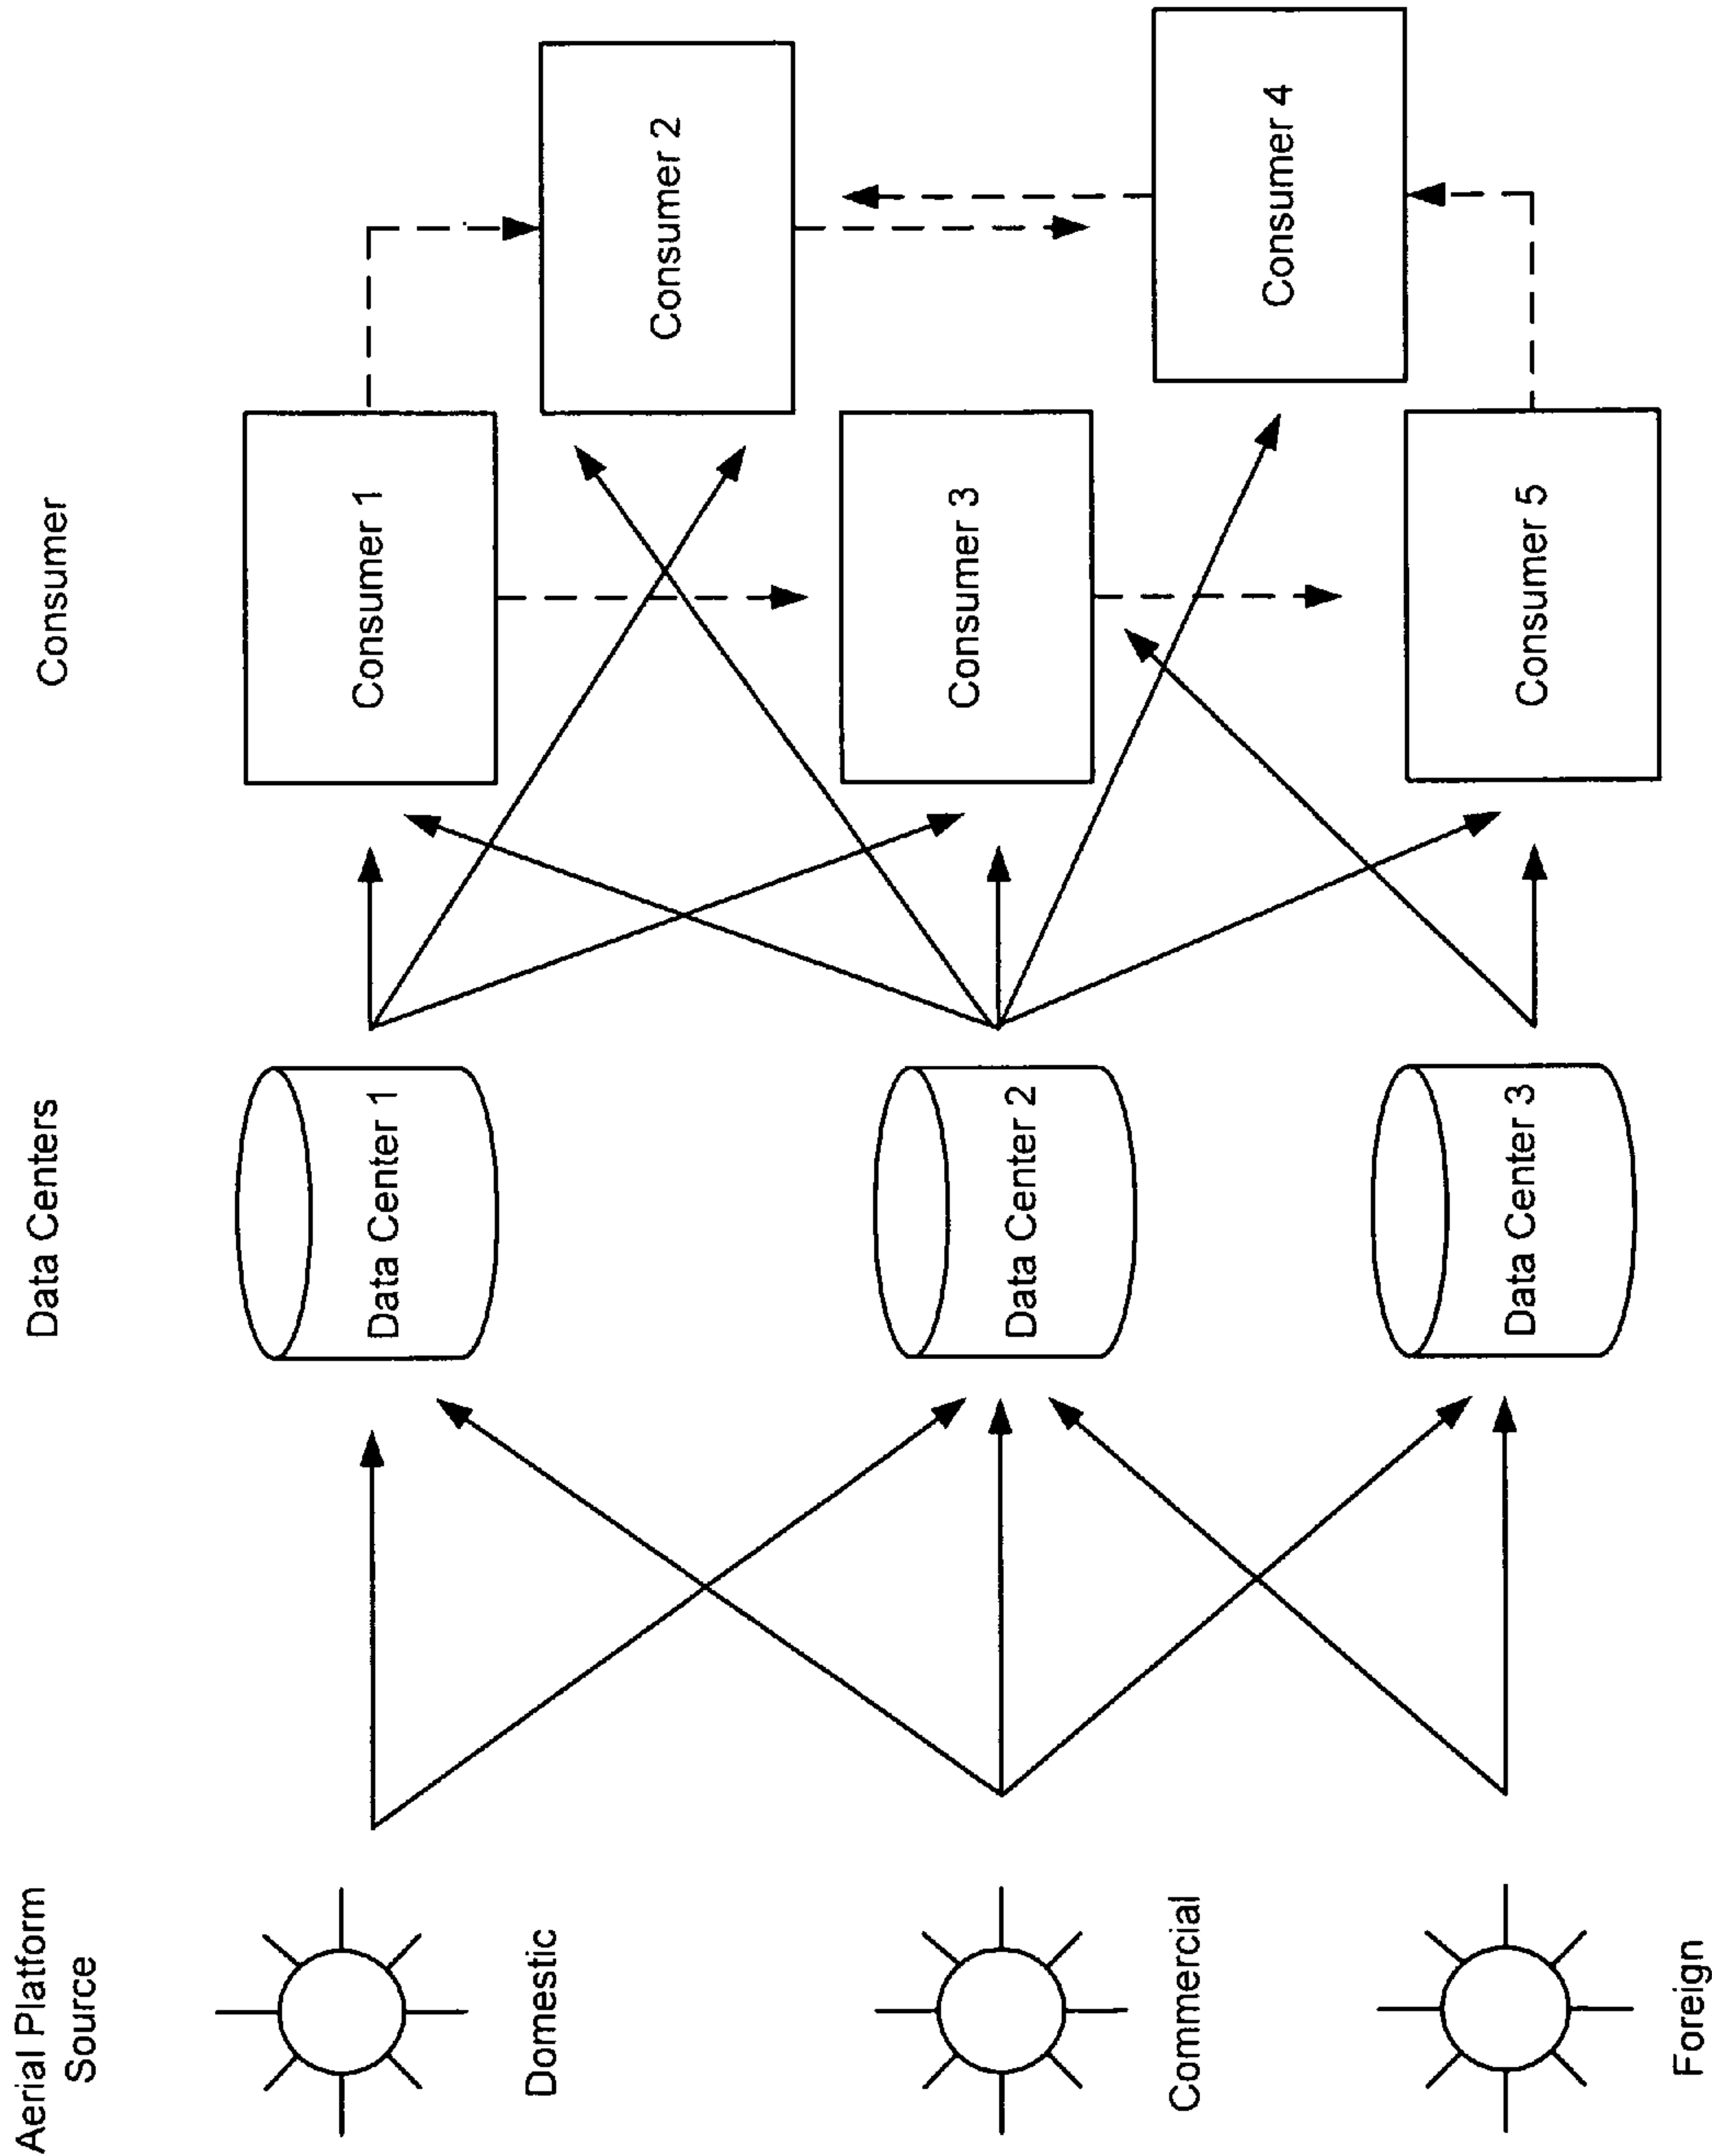 Aerial Platform
Source
Data Centers
Consumer
Domestic
Data Center 1
Consumer 1
Consumer 2
Commercial
Data Center 2
Consumer 3
Consumer 4
Foreign
Data Center 3
Consumer 5